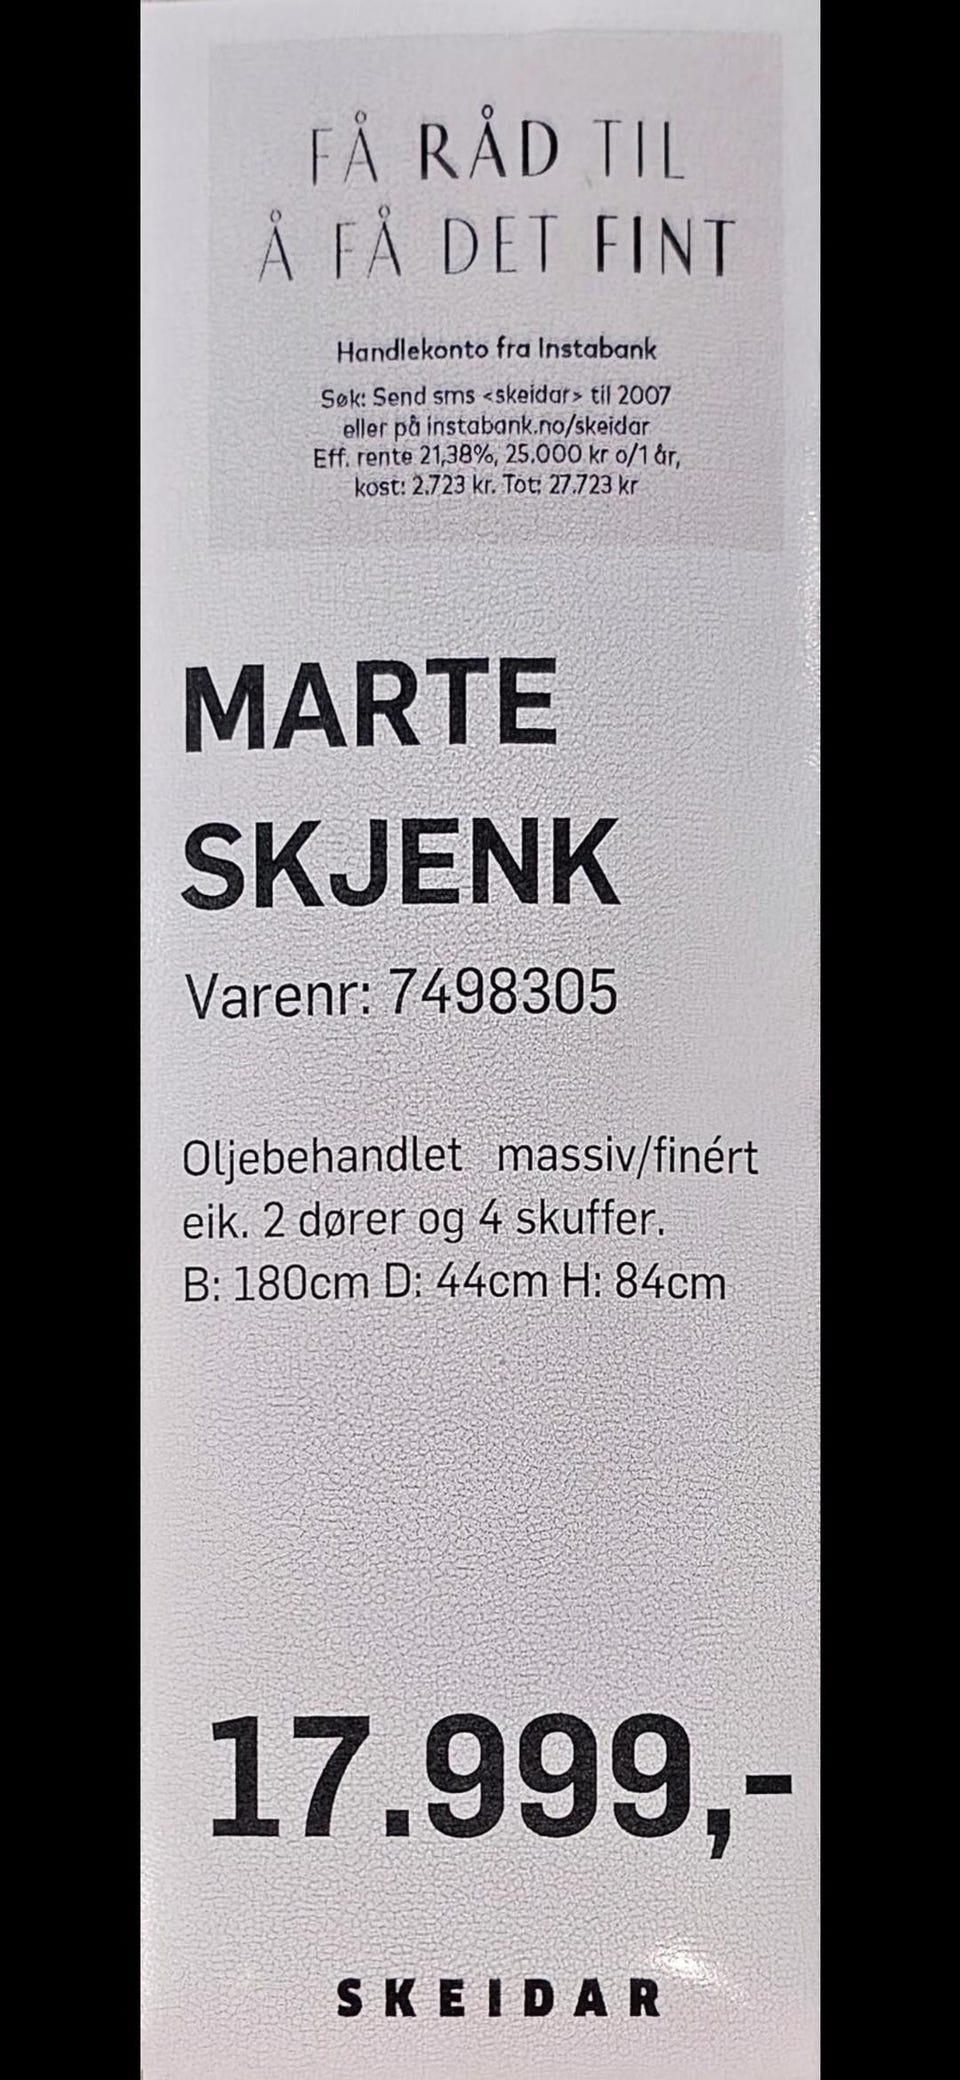 FÅ RÅD TIL
Å FÅ DET FINT
Handlekonto fra Instabank
Søk: Send sms <skeidar> til 2007
eller på instabank.no/skeidar
Eff. rente 21,38%, 25.000 kr o/1 år,
kost: 2.723 kr. Tot: 27.723 kr
MARTE
SKJENK
Varenr: 7498305
Oljebehandlet massiv/finért
eik. 2 dører og 4 skuffer.
B: 180cm D: 44cm H: 84cm
17.999,-
SKEIDAR